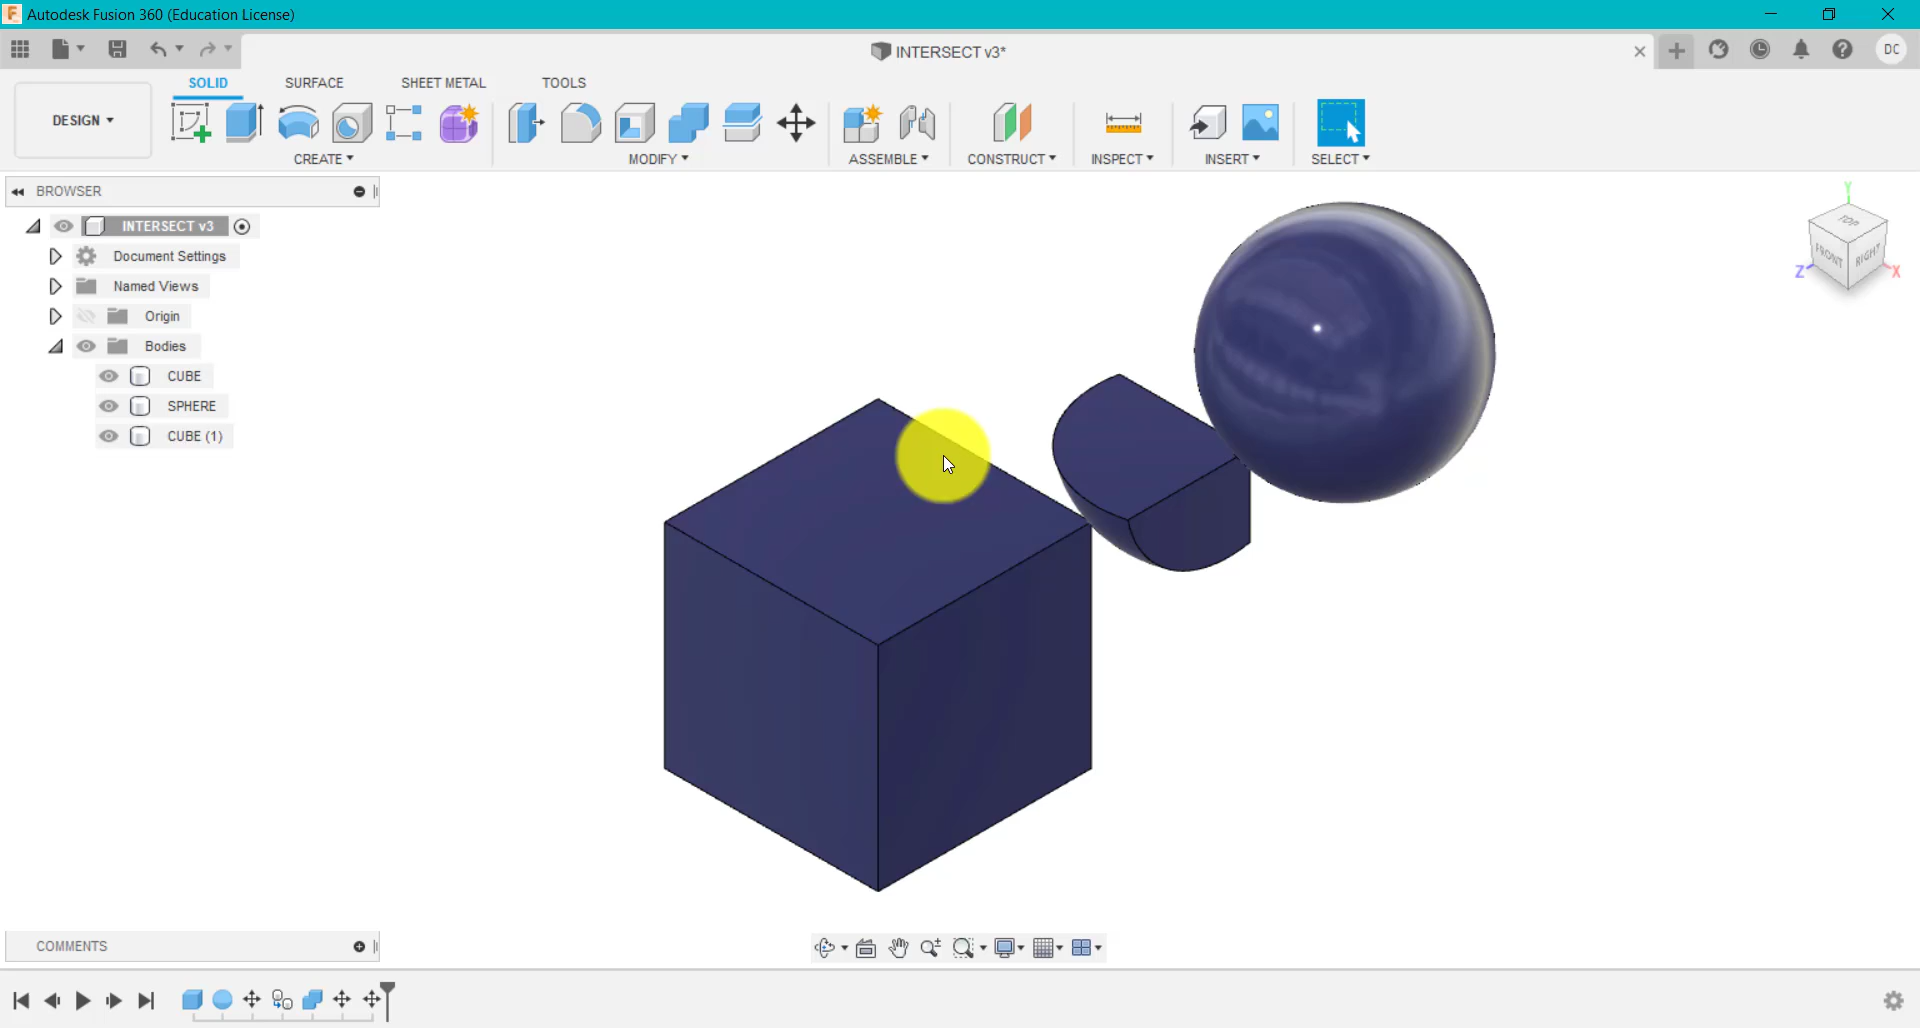 Autodesk Fusion 360 (Education License)
INTERSECT v3*
DC
SOLID
SURFACE
SHEET METAL
TOOLS
DESIGN
CREATE
MODIFY
ASSEMBLE
CONSTRUCT
INSPECT
INSERT
SELECT
BROWSER
INTERSECT v3
Document Settings
Named Views
Origin
Bodies
CUBE
SPHERE
CUBE (1)
Y
TOP
FRONT
RIGHT
Z
X
COMMENTS